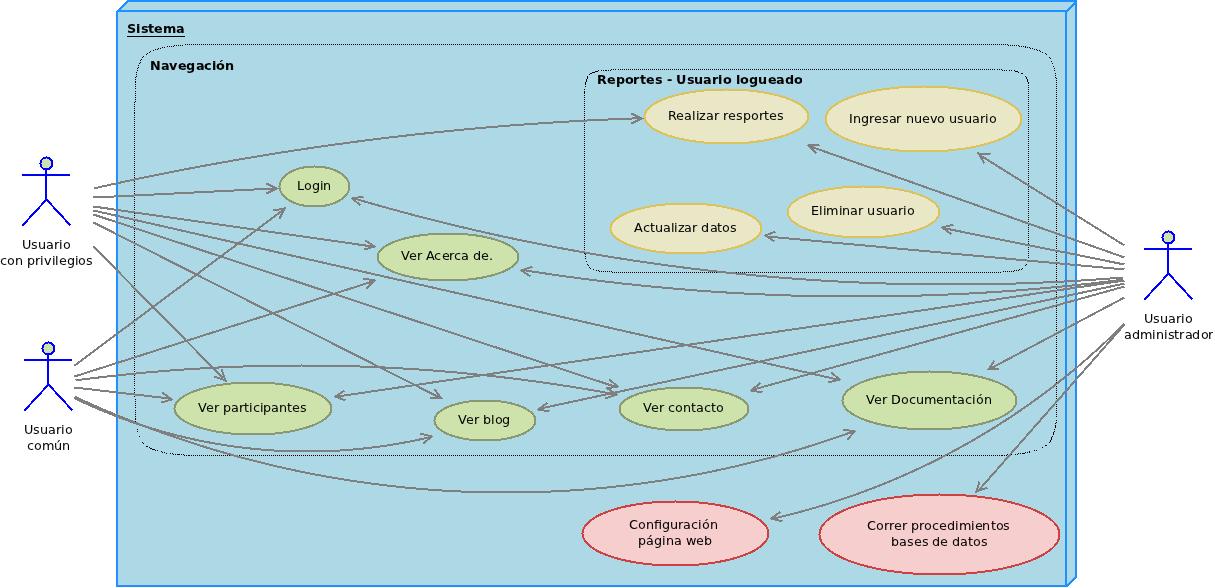 Sistema
Navegación
Reportes - Usuario logueado
Realizar resportes
Ingresar nuevo usuario
Login
Eliminar usuario
Actualizar datos
Ver Acerca de.
Usuario
con privilegios
Usuario
administrador
Ver participantes
Ver blog
Ver contacto
Ver Documentación
Usuario
común
Configuración
página web
Correr procedimientos
bases de datos